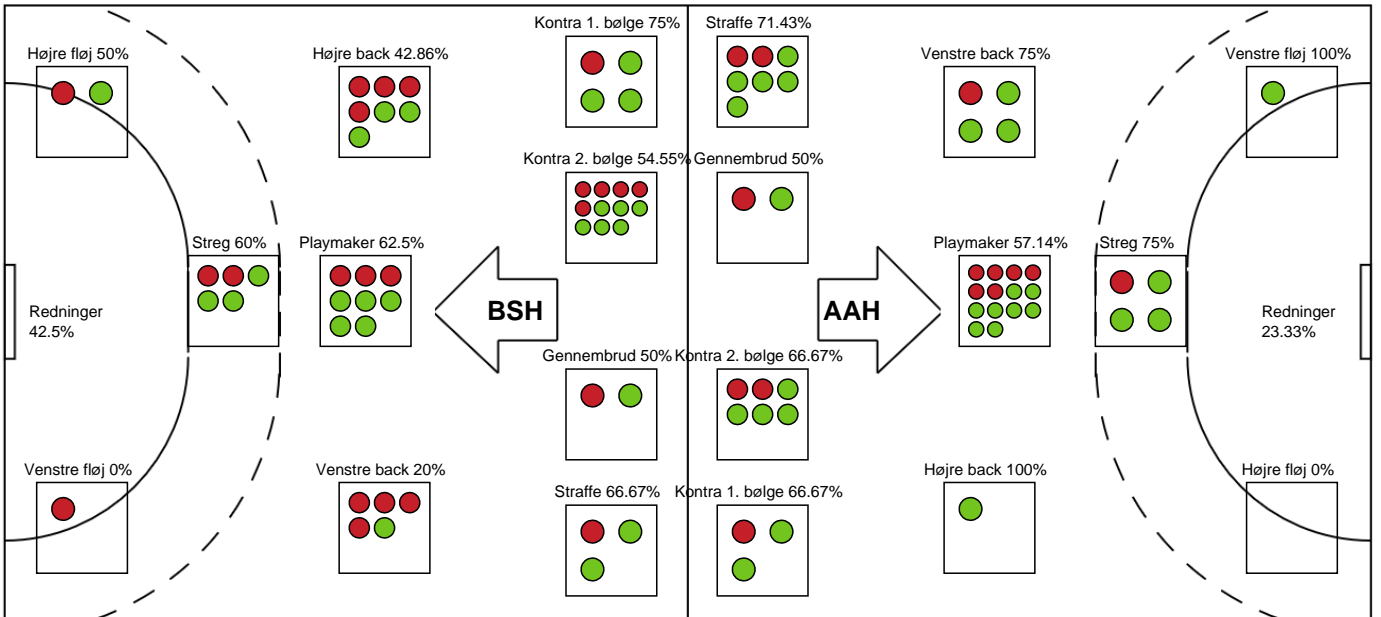 Kontra 1. bølge 75%
Straffe 71.43%
Højre fløj 50%
Højre back 42.86%
Venstre back 75%
Venstre fløj 100%
Kontra 2. bølge 54.55%
Gennembrud 50%
Streg 60%
Playmaker 62.5%
Playmaker 57.14%
Streg 75%
Redninger
42.5%
BSH
AAH
Redninger
23.33%
Gennembrud 50%
Kontra 2. bølge 66.67%
Venstre fløj 0%
Venstre back 20%
Højre back 100%
Højre fløj 0%
Straffe 66.67%
Kontra 1. bølge 66.67%